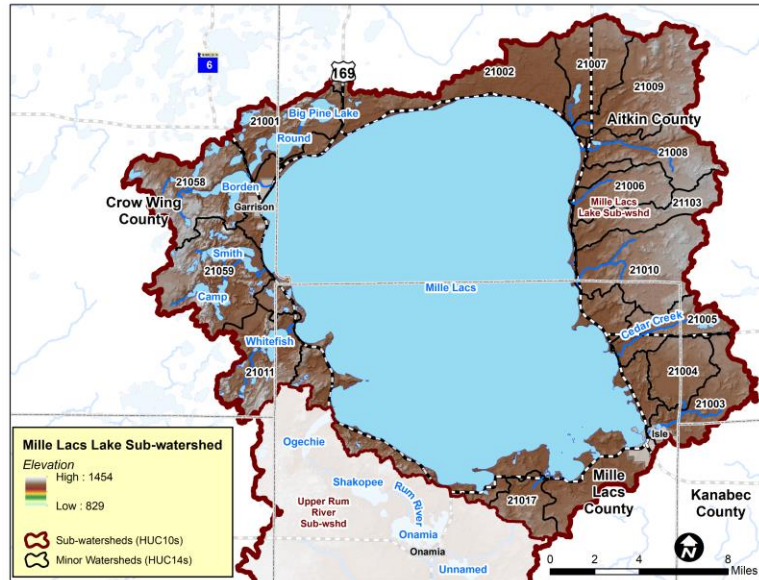 6
169
21002
21007
21009
Big Pine Lake
21001
Round
Aitkin County
21008
21058
Borden
21006
Crow Wing
County
Garrison
Mille Lacs
Lake Sub-wshd
21103
Smith
21059
21010
Camp
Mille Lacs
Cedar Creek
21005
Whitefish
21011
21004
21003
Mille Lacs Lake Sub-watershed
Elevation
High : 1454
Low : 829
Sub-watersheds (HUC10s)
Minor Watersheds (HUC14s)
Ogechie
Isle
Shakopee
Rum River
Upper Rum
River
Sub-wshd
Onamia
Onamia
Unnamed
21017
Mille
Lacs
County
Kanabec
County
N
0 2 4 8
Miles